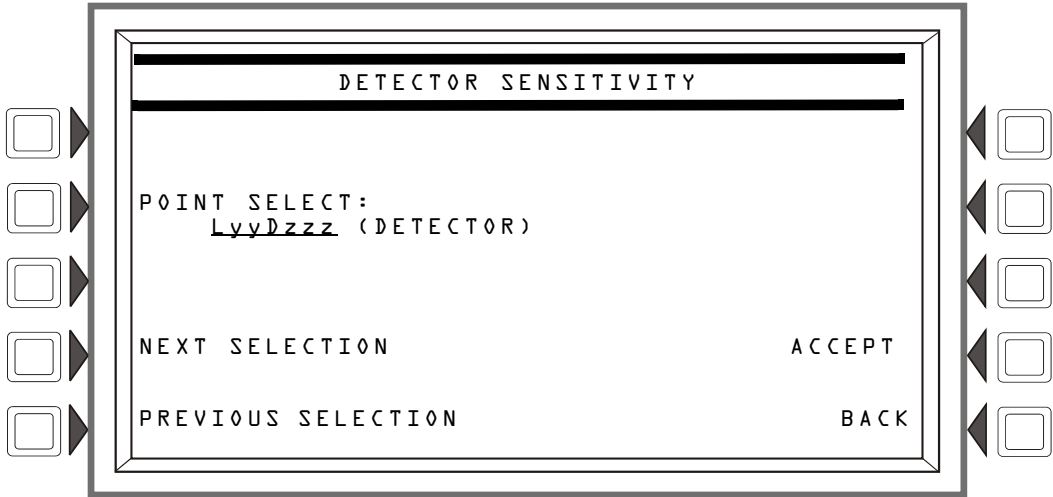 DETECTOR SENSITIVITY
POINT SELECT:
LyyDzzz (DETECTOR)
NEXT SELECTION
ACCEPT
PREVIOUS SELECTION
BACK